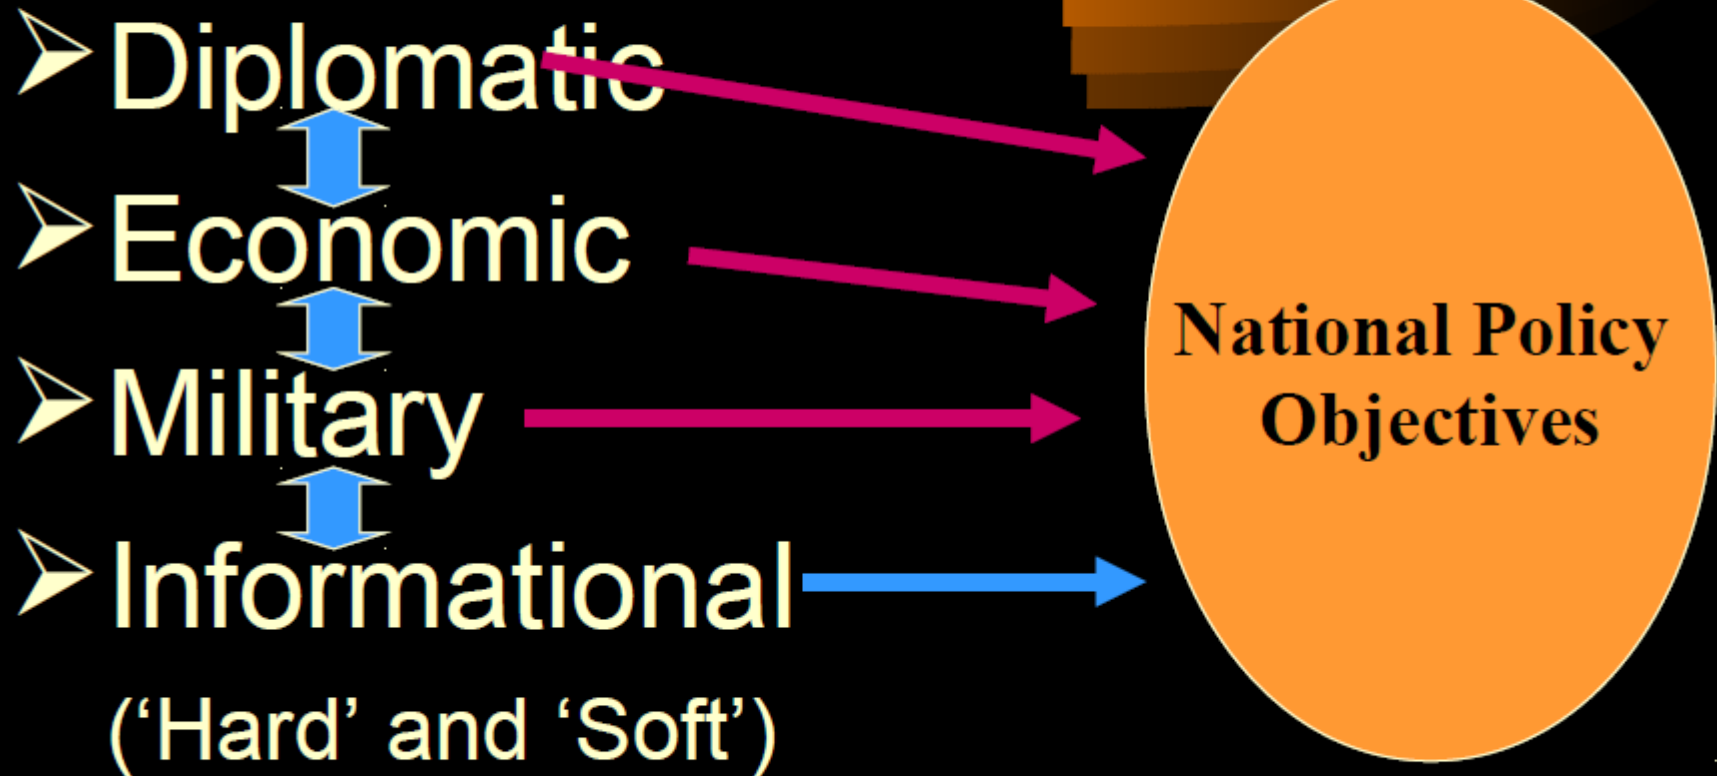 Diplomatic
Economic
Military
Informational
(‘Hard’ and ‘Soft’)
National Policy
Objectives